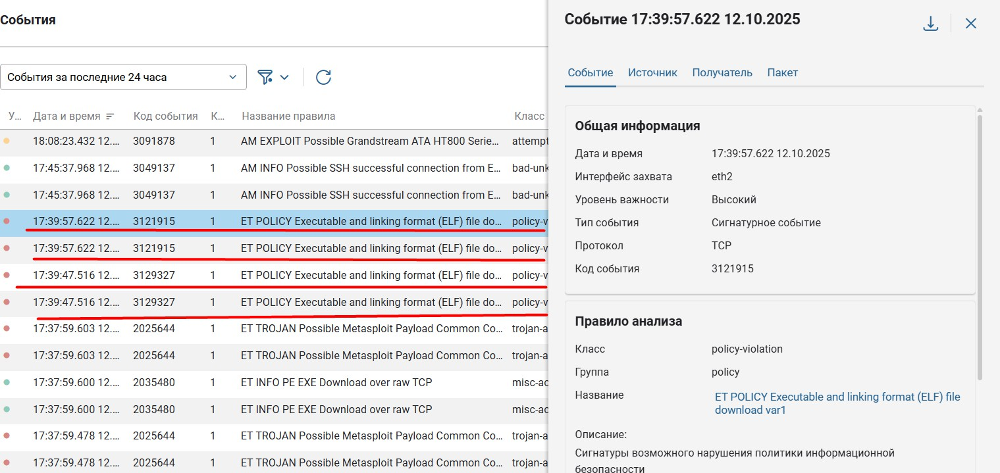 События
Событие 17:39:57.622 12.10.2025
События за последние 24 часа
Событие Источник Получатель Пакет
У... Дата и время Код события К... Название правила Класс
18:08:23.432 12.... 3091878 1 AM EXPLOIT Possible Grandstream ATA HT800 Serie... attempt
17:45:37.968 12.... 3049137 1 AM INFO Possible SSH successful connection from E... bad-unk
17:45:37.968 12.... 3049137 1 AM INFO Possible SSH successful connection from E... bad-unk
17:39:57.622 12.... 3121915 1 ET POLICY Executable and linking format (ELF) file do... policy-v
17:39:57.622 12.... 3121915 1 ET POLICY Executable and linking format (ELF) file do... policy-v
17:39:47.516 12.... 3129327 1 ET POLICY Executable and linking format (ELF) file do... policy-v
17:39:47.516 12.... 3129327 1 ET POLICY Executable and linking format (ELF) file do... policy-v
17:37:59.603 12.... 2025644 1 ET TROJAN Possible Metasploit Payload Common Co... trojan-a
17:37:59.603 12.... 2025644 1 ET TROJAN Possible Metasploit Payload Common Co... trojan-a
17:37:59.600 12.... 2035480 1 ET INFO PE EXE Download over raw TCP misc-ac
17:37:59.600 12.... 2035480 1 ET INFO PE EXE Download over raw TCP misc-ac
17:37:59.478 12.... 2025644 1 ET TROJAN Possible Metasploit Payload Common Co... trojan-a
17:37:59.478 12.... 2025644 1 ET TROJAN Possible Metasploit Payload Common Co... trojan-a
Общая информация
Дата и время 17:39:57.622 12.10.2025
Интерфейс захвата eth2
Уровень важности Высокий
Тип события Сигнатурное событие
Протокол TCP
Код события 3121915
Правило анализа
Класс policy-violation
Группа policy
Название ET POLICY Executable and linking format (ELF) file
download var1
Описание:
Сигнатуры возможного нарушения политики информационной
безопасности